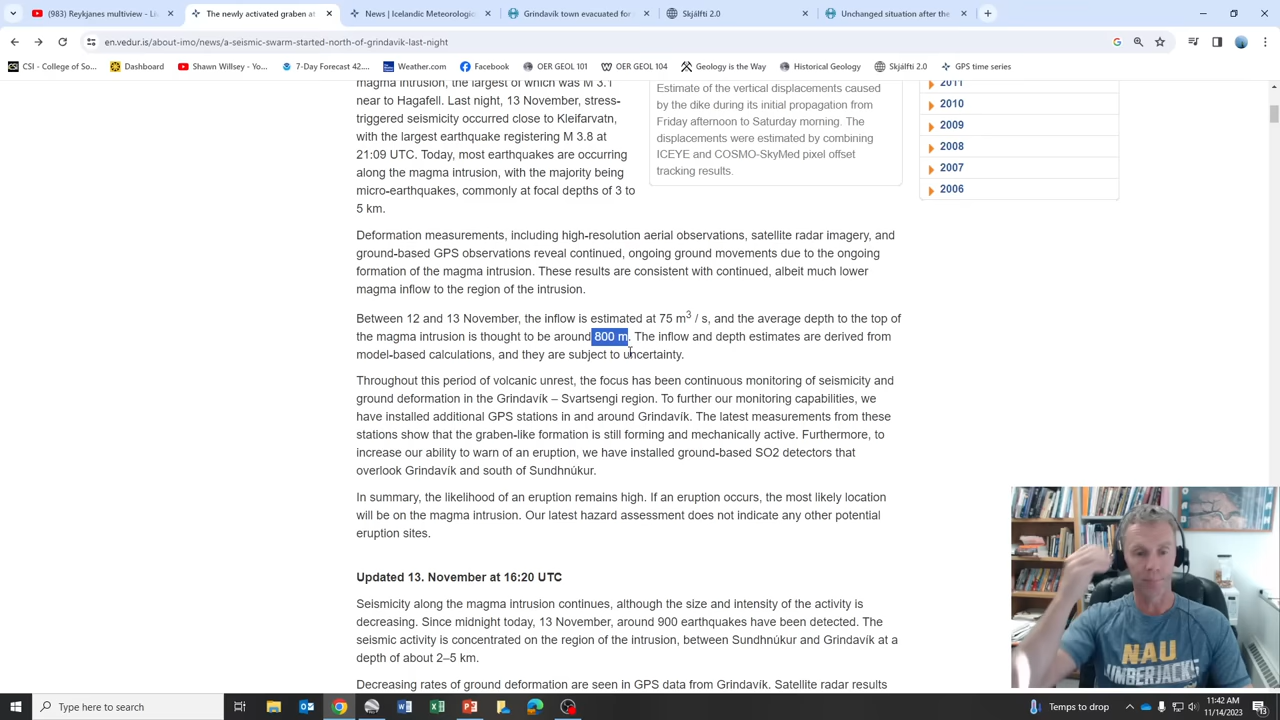 (983) Reykjanes multiview - Li
The newly activated graben at
News | Icelandic Meteorologic
Grindavik town evacuated for
Skjálfti 2.0
Unchanged situation after the
en.vedur.is/about-imo/news/a-seismic-swarm-started-north-of-grindavik-last-night
CSI - College of So...
Dashboard
Shawn Willsey - Yo...
7-Day Forecast 42....
Weather.com
Facebook
OER GEOL 101
OER GEOL 104
Geology is the Way
Historical Geology
Skjálfti 2.0
GPS time series
magma intrusion, the largest of which was M 3.1
near to Hagafell. Last night, 13 November, stress-
triggered seismicity occurred close to Kleifarvatn,
with the largest earthquake registering M 3.8 at
21:09 UTC. Today, most earthquakes are occurring
along the magma intrusion, with the majority being
micro-earthquakes, commonly at focal depths of 3 to
5 km.
Estimate of the vertical displacements caused
by the dike during its initial propagation from
Friday afternoon to Saturday morning. The
displacements were estimated by combining
ICEYE and COSMO-SkyMed pixel offset
tracking results.
2011
2010
2009
2008
2007
2006
Deformation measurements, including high-resolution aerial observations, satellite radar imagery, and
ground-based GPS observations reveal continued, ongoing ground movements due to the ongoing
formation of the magma intrusion. These results are consistent with continued, albeit much lower
magma inflow to the region of the intrusion.
Between 12 and 13 November, the inflow is estimated at 75 m³ / s, and the average depth to the top of
the magma intrusion is thought to be around 800 m. The inflow and depth estimates are derived from
model-based calculations, and they are subject to uncertainty.
Throughout this period of volcanic unrest, the focus has been continuous monitoring of seismicity and
ground deformation in the Grindavík – Svartsengi region. To further our monitoring capabilities, we
have installed additional GPS stations in and around Grindavík. The latest measurements from these
stations show that the graben-like formation is still forming and mechanically active. Furthermore, to
increase our ability to warn of an eruption, we have installed ground-based SO2 detectors that
overlook Grindavík and south of Sundhnúkur.
In summary, the likelihood of an eruption remains high. If an eruption occurs, the most likely location
will be on the magma intrusion. Our latest hazard assessment does not indicate any other potential
eruption sites.
Updated 13. November at 16:20 UTC
Seismicity along the magma intrusion continues, although the size and intensity of the activity is
decreasing. Since midnight today, 13 November, around 900 earthquakes have been detected. The
seismic activity is concentrated on the region of the intrusion, between Sundhnúkur and Grindavík at a
depth of about 2–5 km.
Decreasing rates of ground deformation are seen in GPS data from Grindavík. Satellite radar results
NAU
LUMBERJACKS
Type here to search
Temps to drop
11:42 AM
11/14/2023